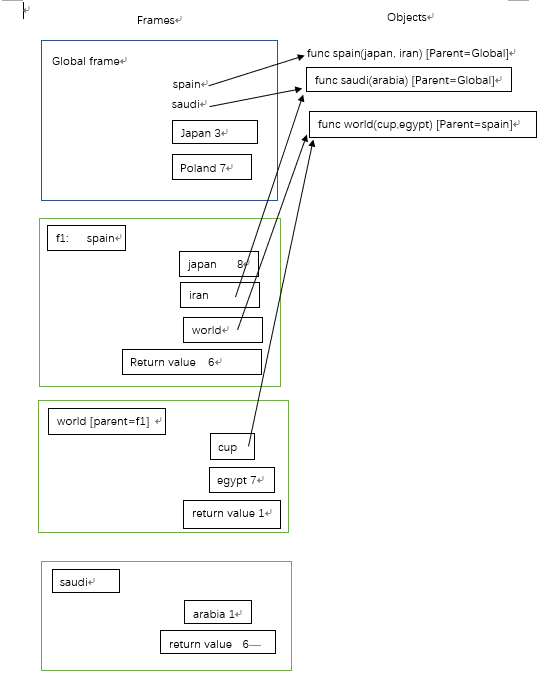 Frames
Objects
Global frame
func spain(japan, iran) [Parent=Global]
spain
func saudi(arabia) [Parent=Global]
saudi
Japan 3
func world(cup,egypt) [Parent=spain]
Poland 7
f1: spain
japan 8
iran
world
Return value 6
world [parent=f1]
cup
egypt 7
return value 1
saudi
arabia 1
return value 6